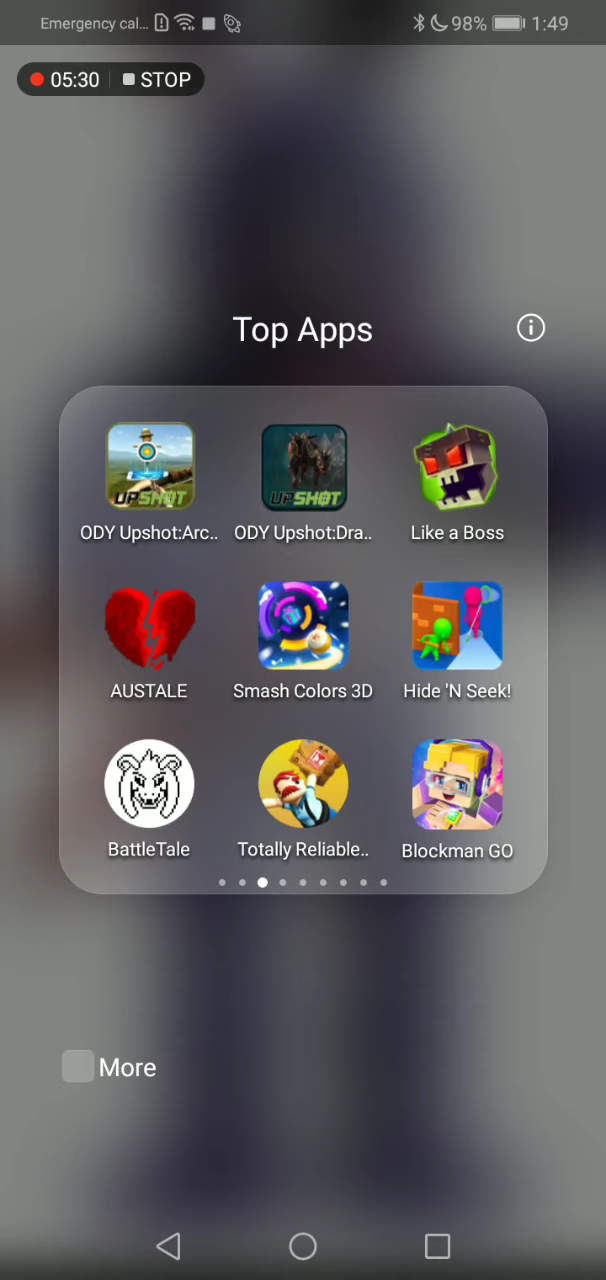 Emergency cal... 98% 1:49
05:30 STOP
Top Apps
UPSHOT UPSHOT
ODY Upshot:Arc.. ODY Upshot:Dra.. Like a Boss
AUSTALE Smash Colors 3D Hide 'N Seek!
BattleTale Totally Reliable.. Blockman GO
More